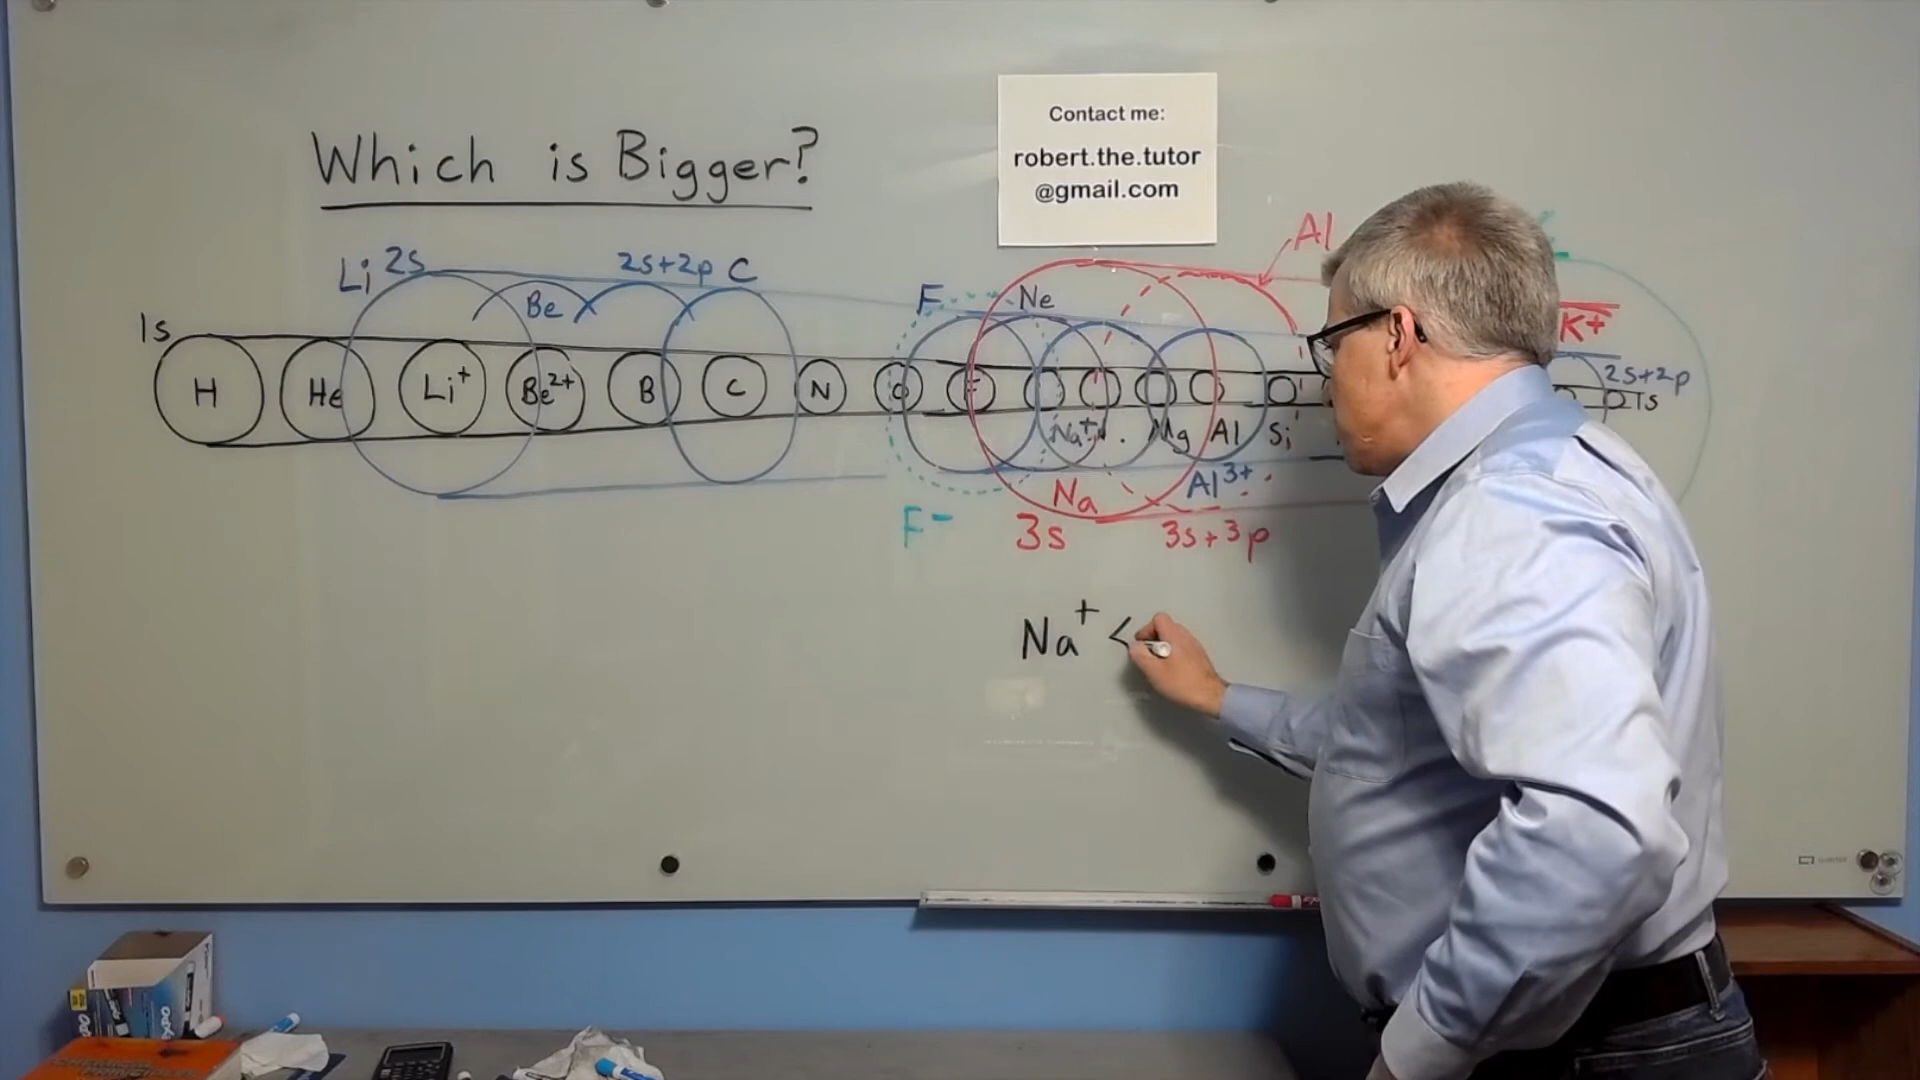 Contact me:
robert.the.tutor
@gmail.com
Which is Bigger?
Al
Li 2s
2s+2p C
Be
F
Ne
K+
1s
H He Li+ Be2+ B C N O F
2s+2p
1s
Na+ Mg Al Si
Al3+
Na
F-
3s
3s+3p
Na+ <
EXPO